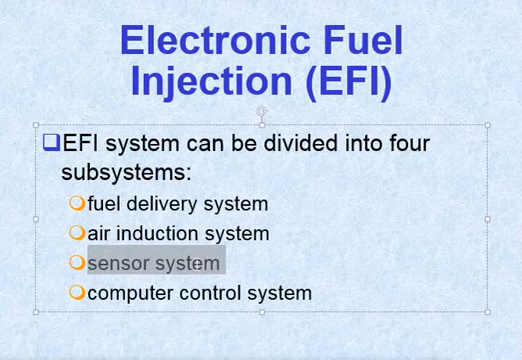 Electronic Fuel
Injection (EFI)
EFI system can be divided into four
subsystems:
fuel delivery system
air induction system
sensor system
computer control system